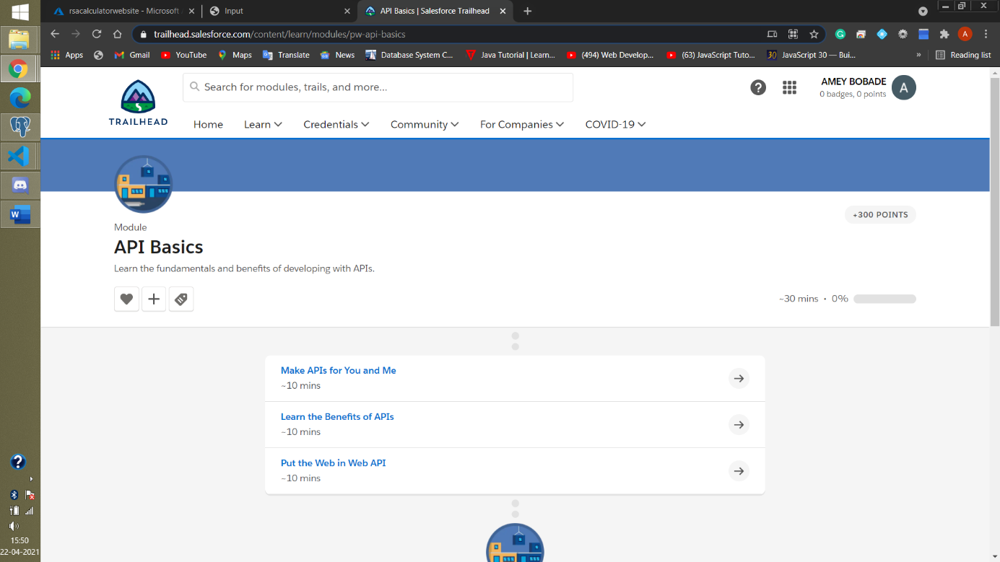 rsacalculatorwebsite - Microsoft
Input
API Basics | Salesforce Trailhead
trailhead.salesforce.com/content/learn/modules/pw-api-basics
Apps
Gmail
YouTube
Maps
Translate
News
Database System C...
Java Tutorial | Learn...
(494) Web Develop...
(63) JavaScript Tuto...
30
JavaScript 30 — Bui...
»
Reading list
TRAILHEAD
Search for modules, trails, and more...
?
AMEY BOBADE
0 badges, 0 points
A
Home
Learn
Credentials
Community
For Companies
COVID-19
+300 POINTS
Module
API Basics
Learn the fundamentals and benefits of developing with APIs.
~30 mins • 0%
Make APIs for You and Me
~10 mins
Learn the Benefits of APIs
~10 mins
Put the Web in Web API
~10 mins
W
?
15:50
22-04-2021